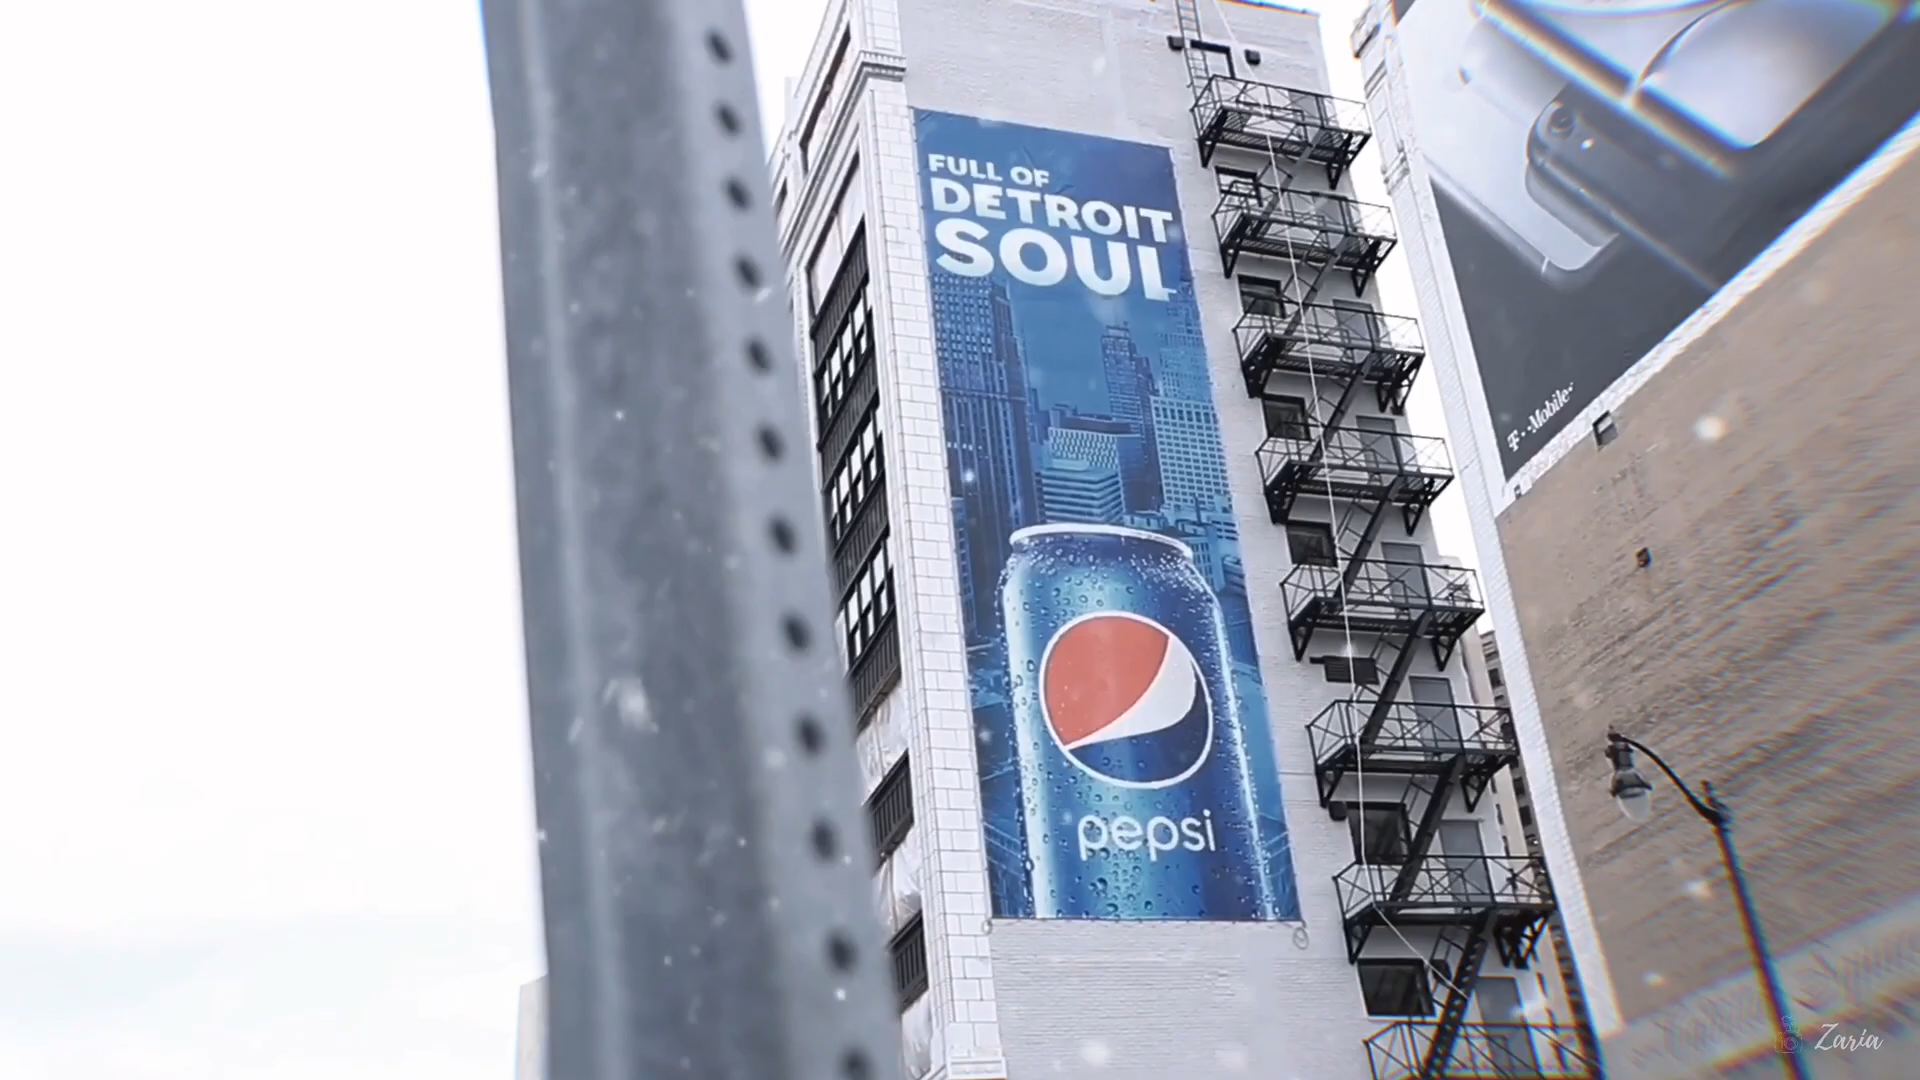 FULL OF
DETROIT
SOUL
pepsi
T-Mobile
Zaria